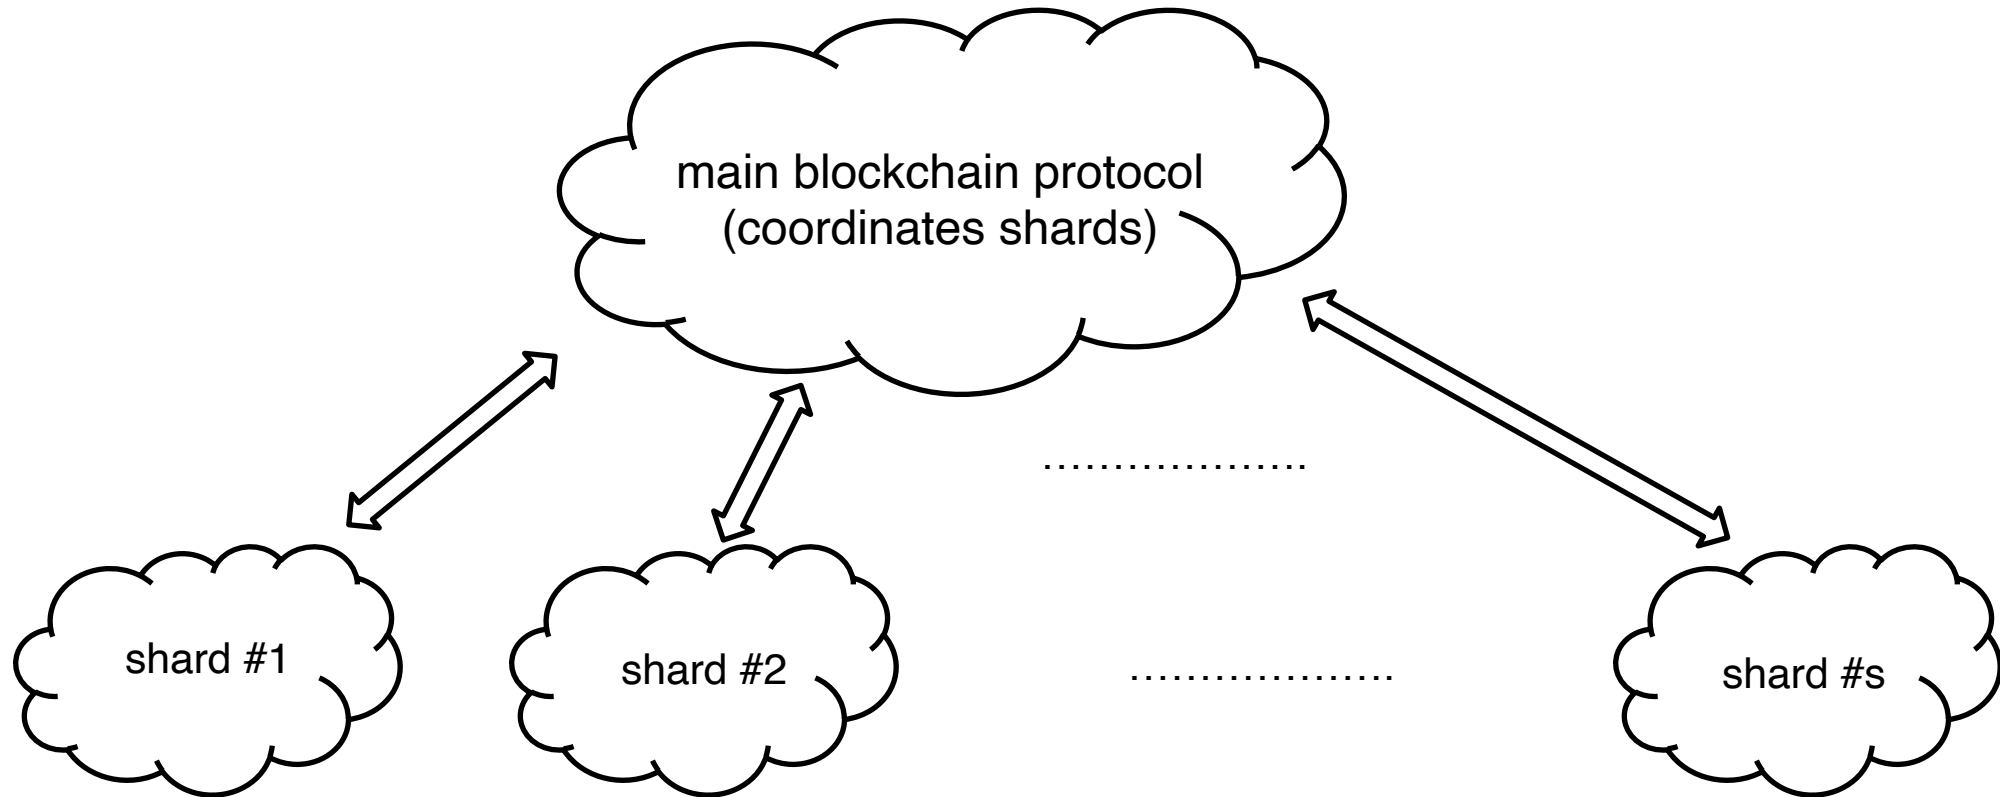 main blockchain protocol
(coordinates shards)
...................
shard #1
shard #2
...................
shard #s